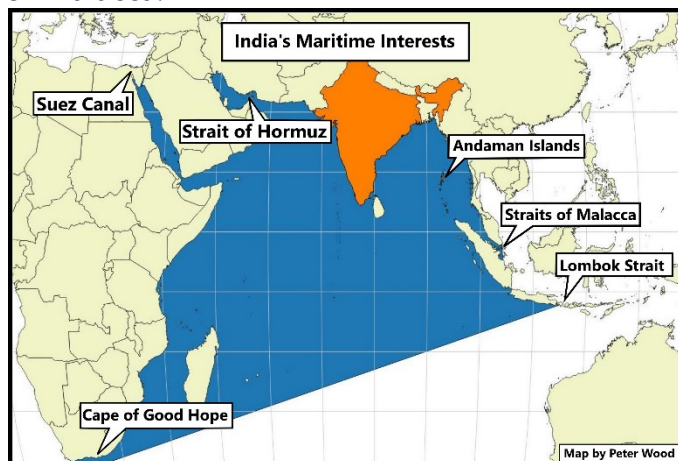 India's Maritime Interests
Suez Canal
Strait of Hormuz
Andaman Islands
Straits of Malacca
Lombok Strait
Cape of Good Hope
Map by Peter Wood